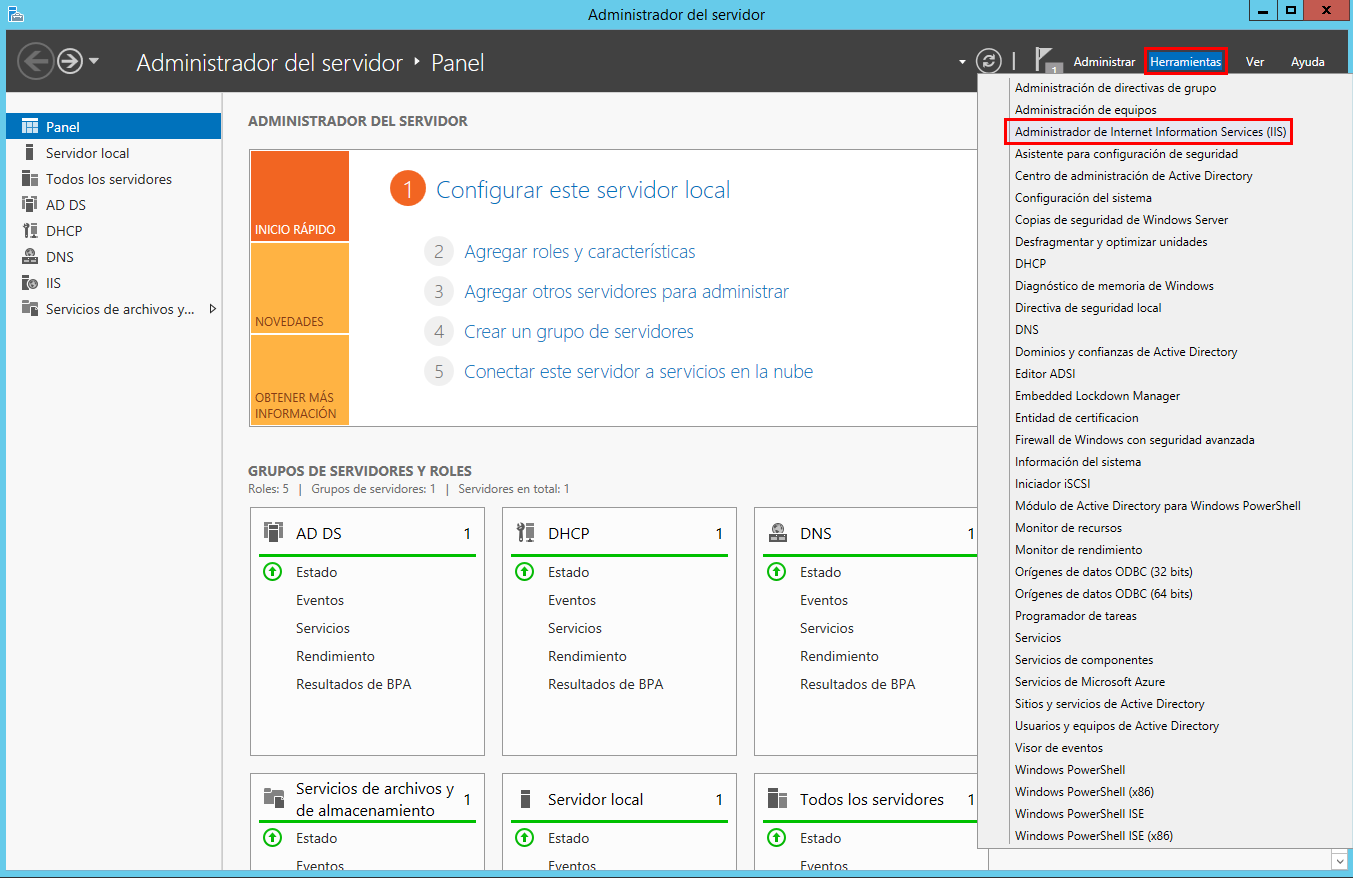 Administrador del servidor
Administrador del servidor ‣ Panel
1
Administrar
Herramientas
Ver
Ayuda
Panel
Servidor local
Todos los servidores
AD DS
DHCP
DNS
IIS
Servicios de archivos y...
ADMINISTRADOR DEL SERVIDOR
INICIO RÁPIDO
NOVEDADES
OBTENER MÁS
INFORMACIÓN
1 Configurar este servidor local
2 Agregar roles y características
3 Agregar otros servidores para administrar
4 Crear un grupo de servidores
5 Conectar este servidor a servicios en la nube
GRUPOS DE SERVIDORES Y ROLES
Roles: 5 | Grupos de servidores: 1 | Servidores en total: 1
AD DS 1
Estado
Eventos
Servicios
Rendimiento
Resultados de BPA
DHCP 1
Estado
Eventos
Servicios
Rendimiento
Resultados de BPA
DNS 1
Estado
Eventos
Servicios
Rendimiento
Resultados de BPA
Servicios de archivos y
de almacenamiento 1
Estado
Eventos
Servidor local 1
Estado
Eventos
Todos los servidores 1
Estado
Eventos
Administración de directivas de grupo
Administración de equipos
Administrador de Internet Information Services (IIS)
Asistente para configuración de seguridad
Centro de administración de Active Directory
Configuración del sistema
Copias de seguridad de Windows Server
Desfragmentar y optimizar unidades
DHCP
Diagnóstico de memoria de Windows
Directiva de seguridad local
DNS
Dominios y confianzas de Active Directory
Editor ADSI
Embedded Lockdown Manager
Entidad de certificacion
Firewall de Windows con seguridad avanzada
Información del sistema
Iniciador iSCSI
Módulo de Active Directory para Windows PowerShell
Monitor de recursos
Monitor de rendimiento
Orígenes de datos ODBC (32 bits)
Orígenes de datos ODBC (64 bits)
Programador de tareas
Servicios
Servicios de componentes
Servicios de Microsoft Azure
Sitios y servicios de Active Directory
Usuarios y equipos de Active Directory
Visor de eventos
Windows PowerShell
Windows PowerShell (x86)
Windows PowerShell ISE
Windows PowerShell ISE (x86)